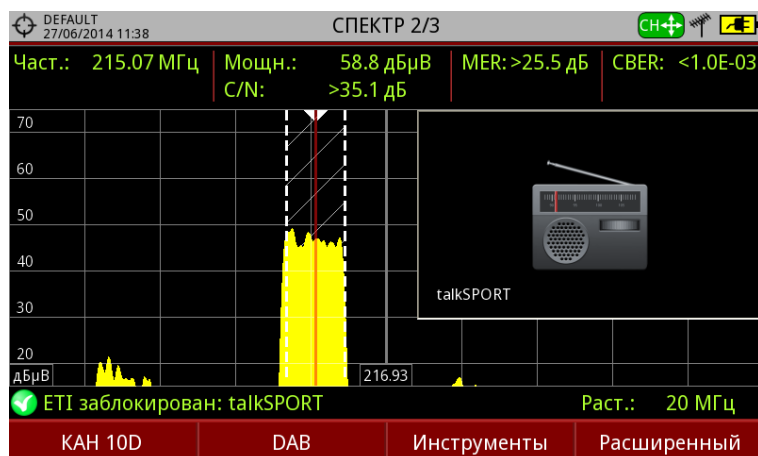 DEFAULT
27/06/2014 11:38
СПЕКТР 2/3
CH
Част.: 215.07 МГц
Мощн.: 58.8 дБμВ
MER: >25.5 дБ
CBER: <1.0E-03
C/N: >35.1 дБ
70
60
50
40
30
20
дБμВ
216.93
talkSPORT
ETI заблокирован: talkSPORT
Раст.: 20 МГц
КАН 10D
DAB
Инструменты
Расширенный